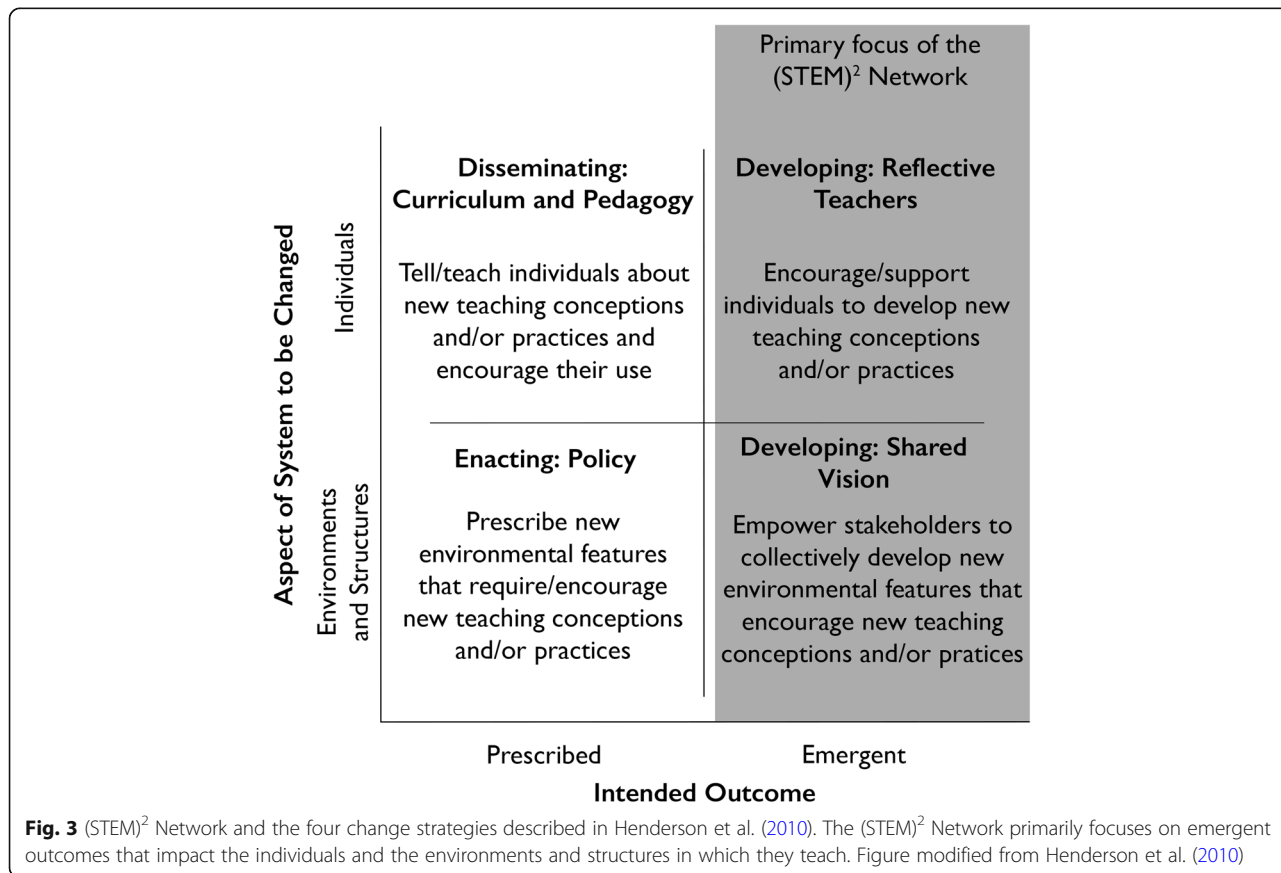 Primary focus of the
(STEM)² Network
Disseminating:
Curriculum and Pedagogy
Tell/teach individuals about
new teaching conceptions
and/or practices and
encourage their use
Developing: Reflective
Teachers
Encourage/support
individuals to develop new
teaching conceptions
and/or practices
Enacting: Policy
Prescribe new
environmental features
that require/encourage
new teaching conceptions
and/or practices
Developing: Shared
Vision
Empower stakeholders to
collectively develop new
environmental features that
encourage new teaching
conceptions and/or pratices
Aspect of System to be Changed
Individuals
Environments
and Structures
Prescribed
Emergent
Intended Outcome
Fig. 3 (STEM)² Network and the four change strategies described in Henderson et al. (2010). The (STEM)² Network primarily focuses on emergent
outcomes that impact the individuals and the environments and structures in which they teach. Figure modified from Henderson et al. (2010)